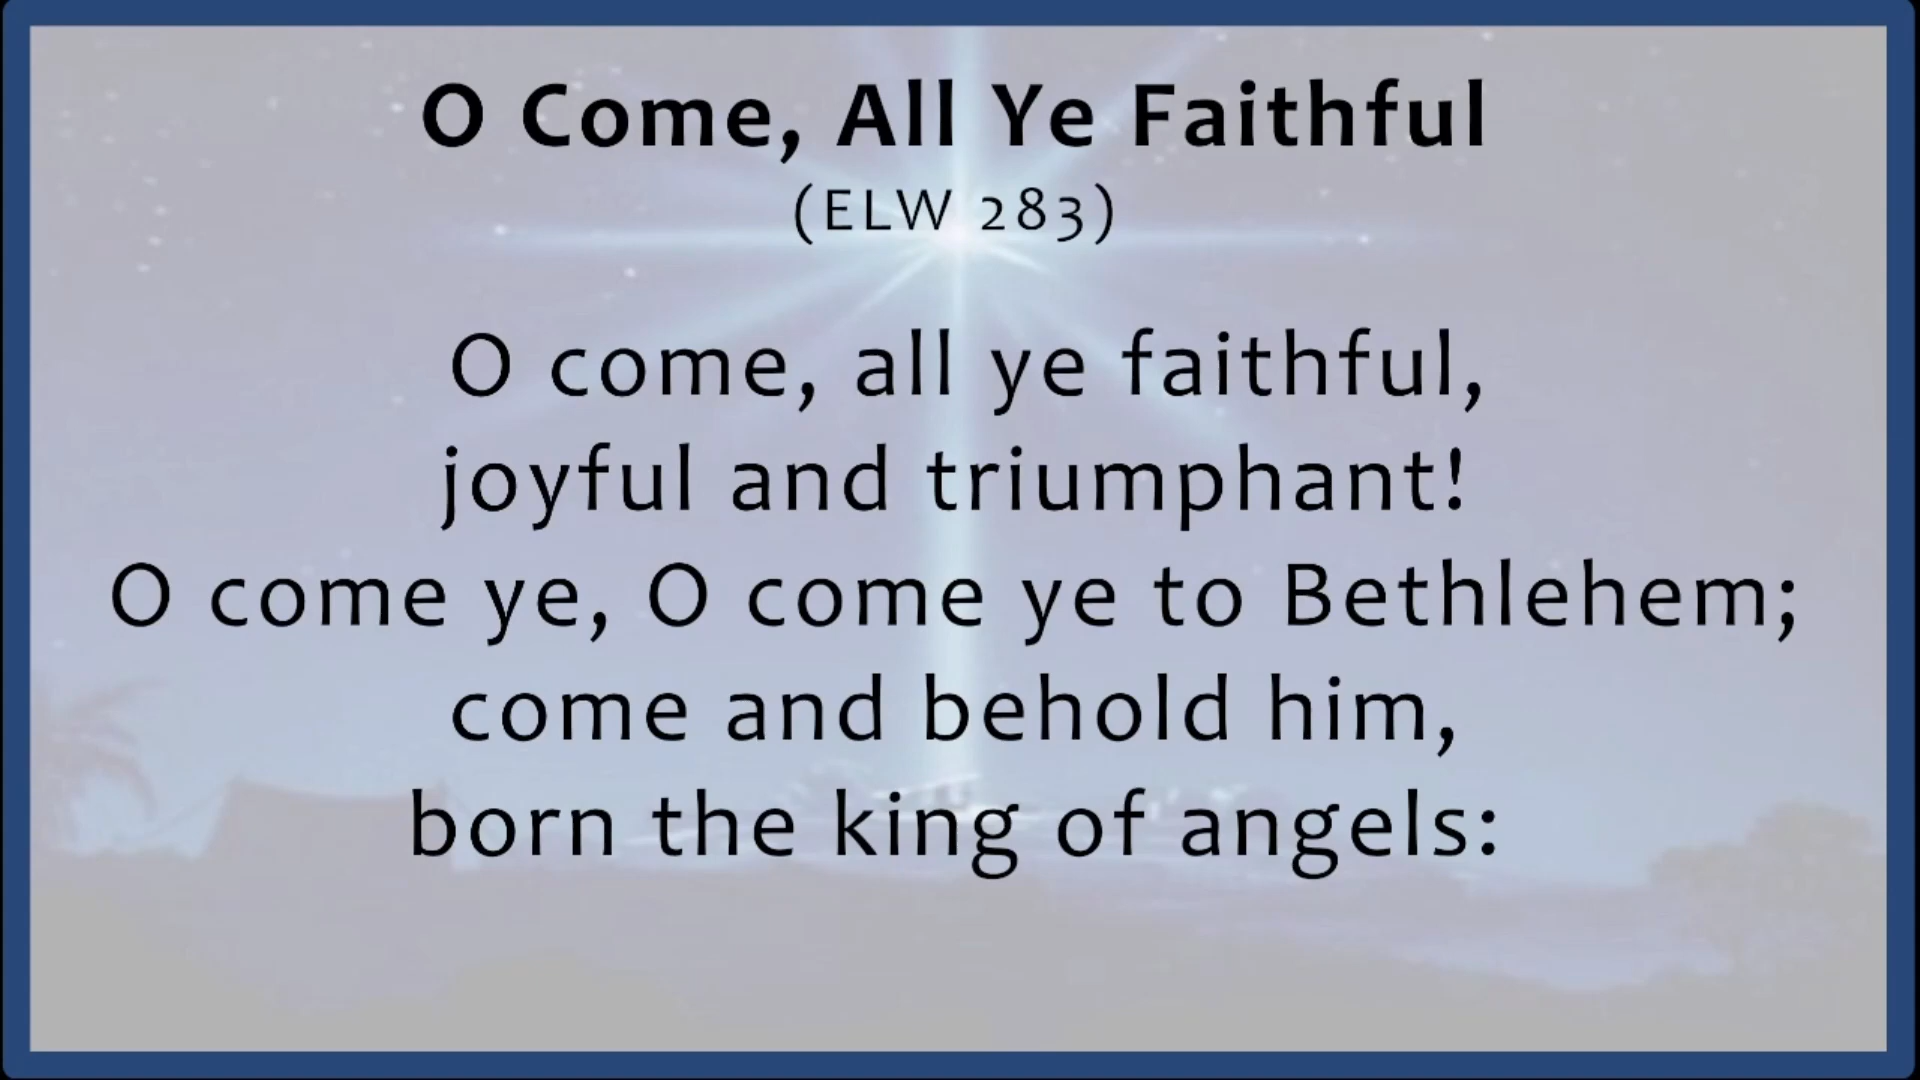 O Come, All Ye Faithful
(ELW 283)
O come, all ye faithful,
joyful and triumphant!
O come ye, O come ye to Bethlehem;
come and behold him,
born the king of angels: